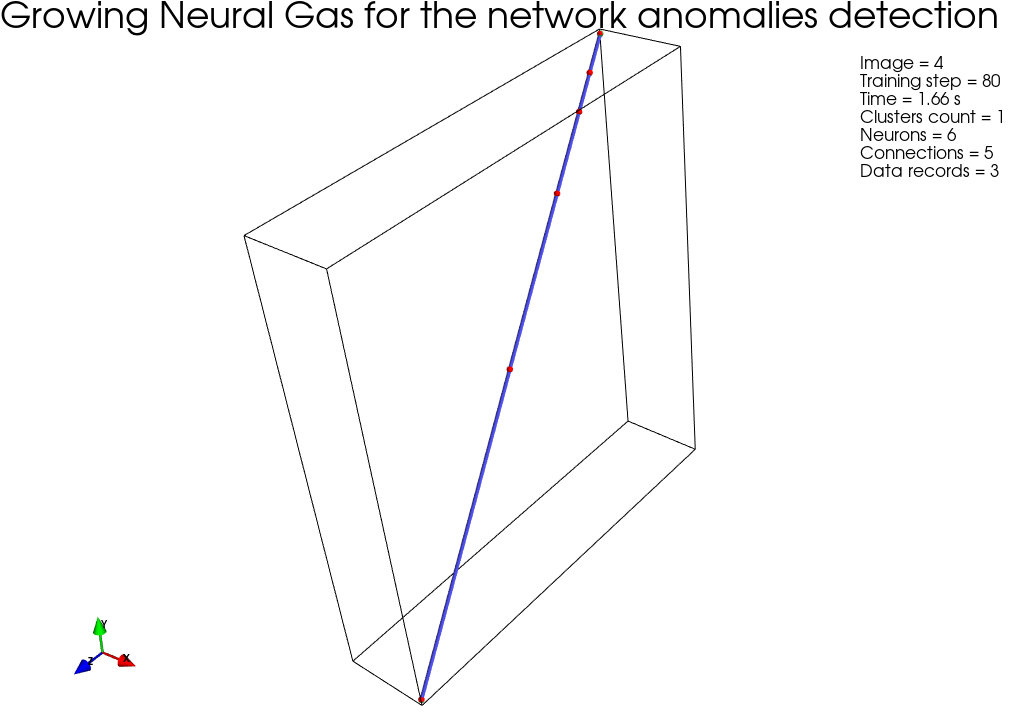 Growing Neural Gas for the network anomalies detection
Image = 4
Training step = 80
Time = 1.66 s
Clusters count = 1
Neurons = 6
Connections = 5
Data records = 3
Y
Z
X